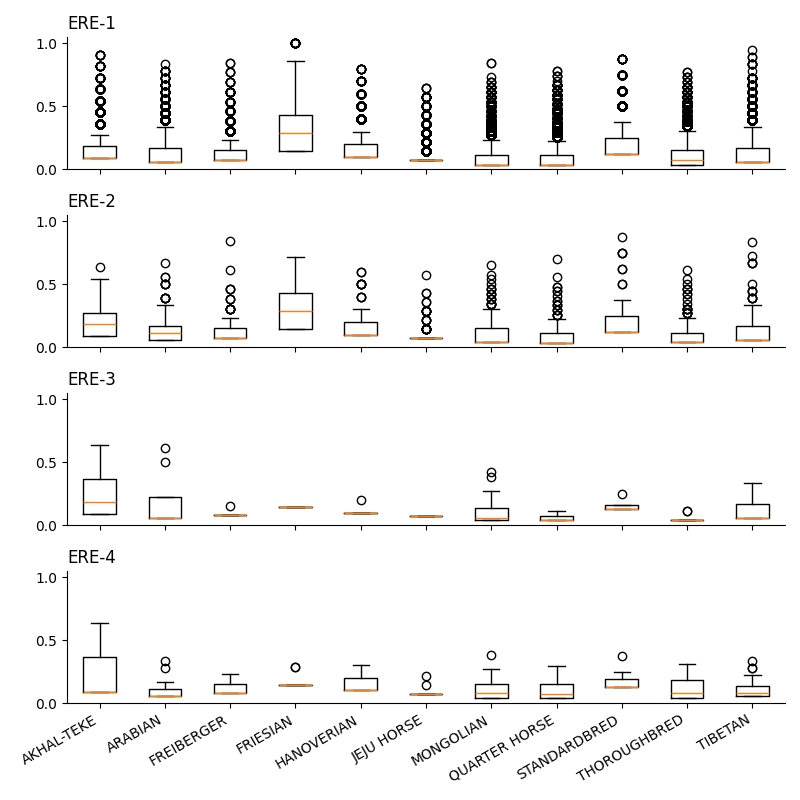 ERE-1
1.0
0.5
0.0
ERE-2
1.0
0.5
0.0
ERE-3
1.0
0.5
0.0
ERE-4
1.0
0.5
0.0
AKHAL-TEKE
ARABIAN
FREIBERGER
FRIESIAN
HANOVERIAN
JEJU HORSE
MONGOLIAN
QUARTER HORSE
STANDARDBRED
THOROUGHBRED
TIBETAN